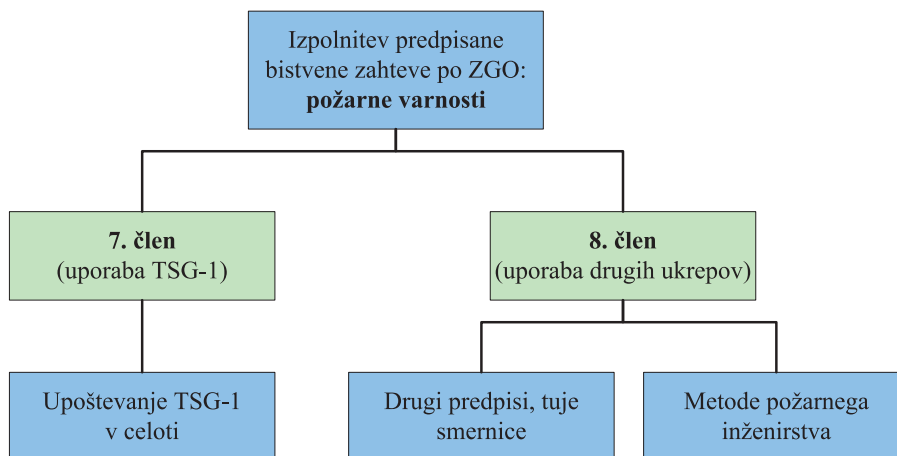 Izpolnitev predpisane
bistvene zahteve po ZGO:
požarne varnosti
7. člen
(uporaba TSG-1)
8. člen
(uporaba drugih ukrepov)
Upoštevanje TSG-1
v celoti
Drugi predpisi, tuje
smernice
Metode požarnega
inženirstva